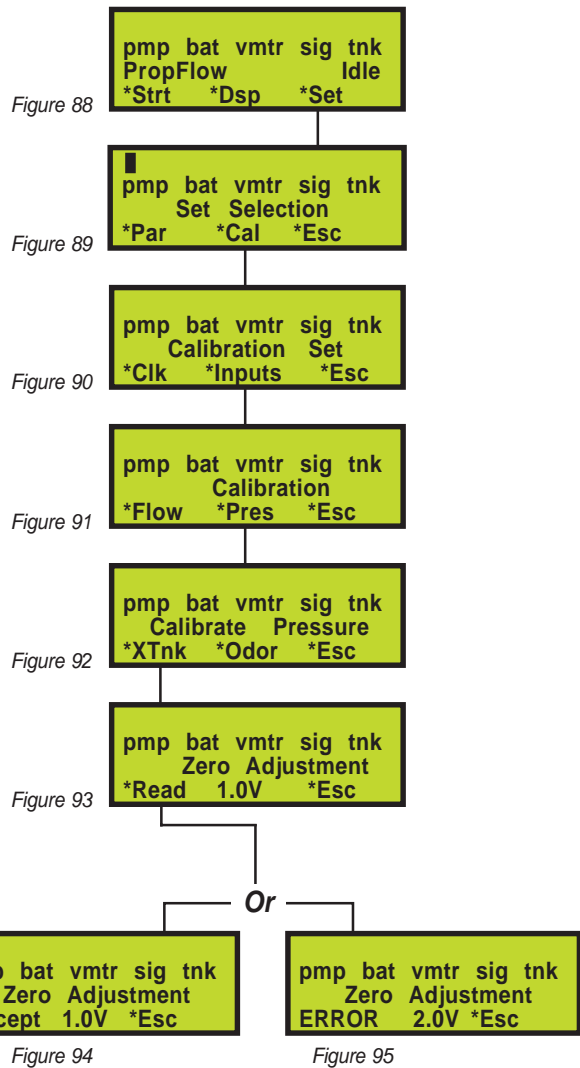 pmp bat vmtr sig tnk
PropFlow Idle
*Strt *Dsp *Set
Figure 88
pmp bat vmtr sig tnk
Set Selection
*Par *Cal *Esc
Figure 89
pmp bat vmtr sig tnk
Calibration Set
*Clk *Inputs *Esc
Figure 90
pmp bat vmtr sig tnk
Calibration
*Flow *Pres *Esc
Figure 91
pmp bat vmtr sig tnk
Calibrate Pressure
*XTnk *Odor *Esc
Figure 92
pmp bat vmtr sig tnk
Zero Adjustment
*Read 1.0V *Esc
Figure 93
Or
bat vmtr sig tnk
Zero Adjustment
1.0V *Esc
Figure 94
pmp bat vmtr sig tnk
Zero Adjustment
ERROR 2.0V *Esc
Figure 95